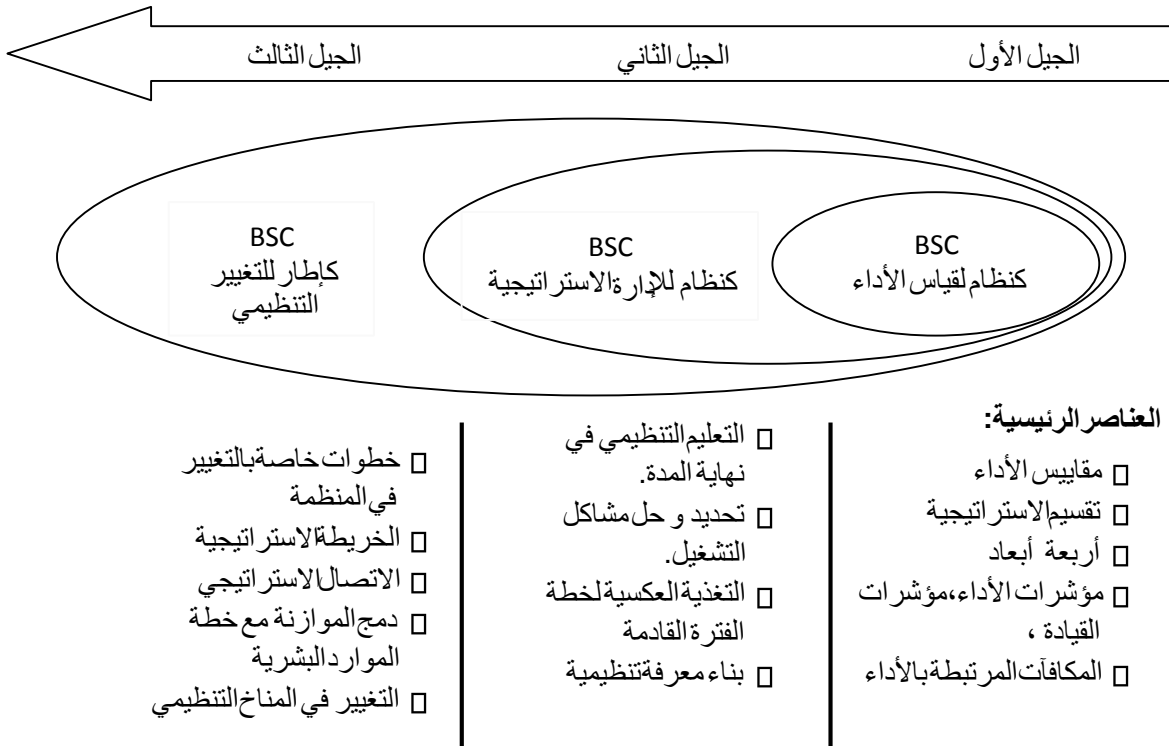 الجيل الأول
الجيل الثاني
الجيل الثالث
BSC
كنظام لقياس الأداء
BSC
كنظام للإدارة الاستراتيجية
BSC
كإطار للتغيير
التنظيمي
العناصر الرئيسية:
مقاييس الأداء
تقسيم الاستراتيجية
أربعة أبعاد
مؤشرات الأداء، مؤشرات
القيادة ،
المكافآت المرتبطة بالأداء
التعليم التنظيمي في
نهاية المدة.
تحديد و حل مشاكل
التشغيل.
التغذية العكسية لخطة
الفترة القادمة
بناء معرفة تنظيمية
خطوات خاصة بالتغيير
في المنظمة
الخريطة الاستراتيجية
الاتصال الاستراتيجي
دمج الموازنة مع خطة
الموارد البشرية
التغيير في المناخ التنظيمي